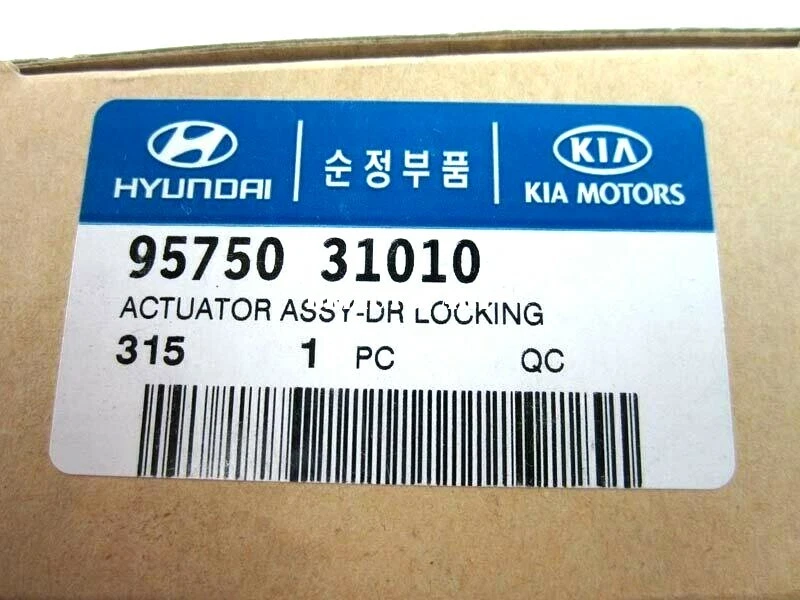 HYUNDAI
순정부품
KIA
KIA MOTORS
95750 31010
ACTUATOR ASSY-DR LOCKING
315 1 PC QC